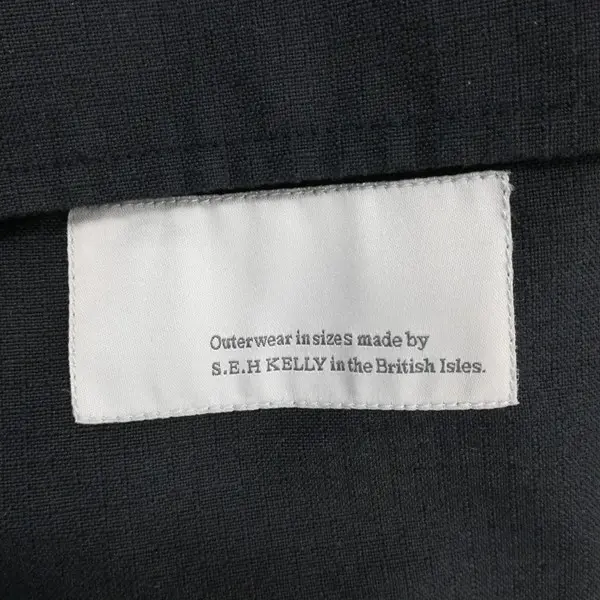 Outerwear in sizes made by
S.E.H KELLY in the British Isles.